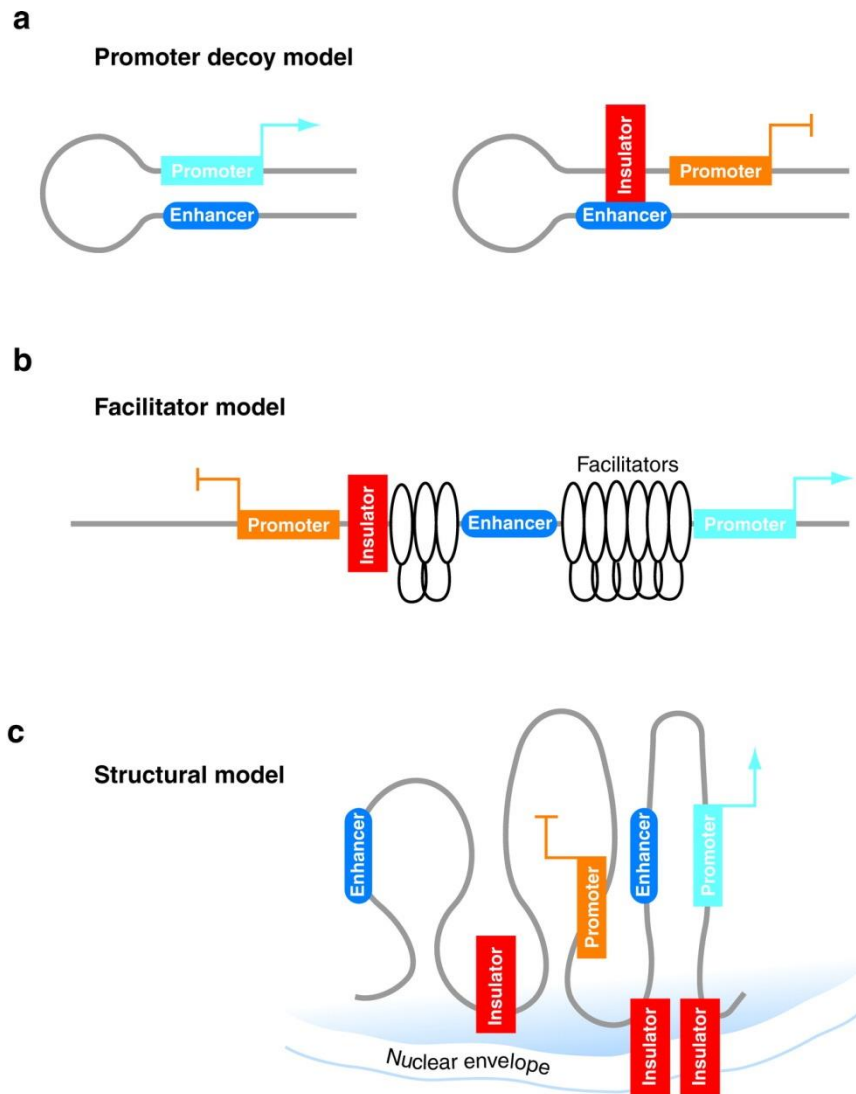 a
Promoter decoy model
Promoter
Enhancer
Insulator
Promoter
Enhancer
b
Facilitator model
Facilitators
Promoter
Insulator
Enhancer
Promoter
c
Structural model
Enhancer
Insulator
Promoter
Enhancer
Promoter
Insulator
Insulator
Nuclear envelope